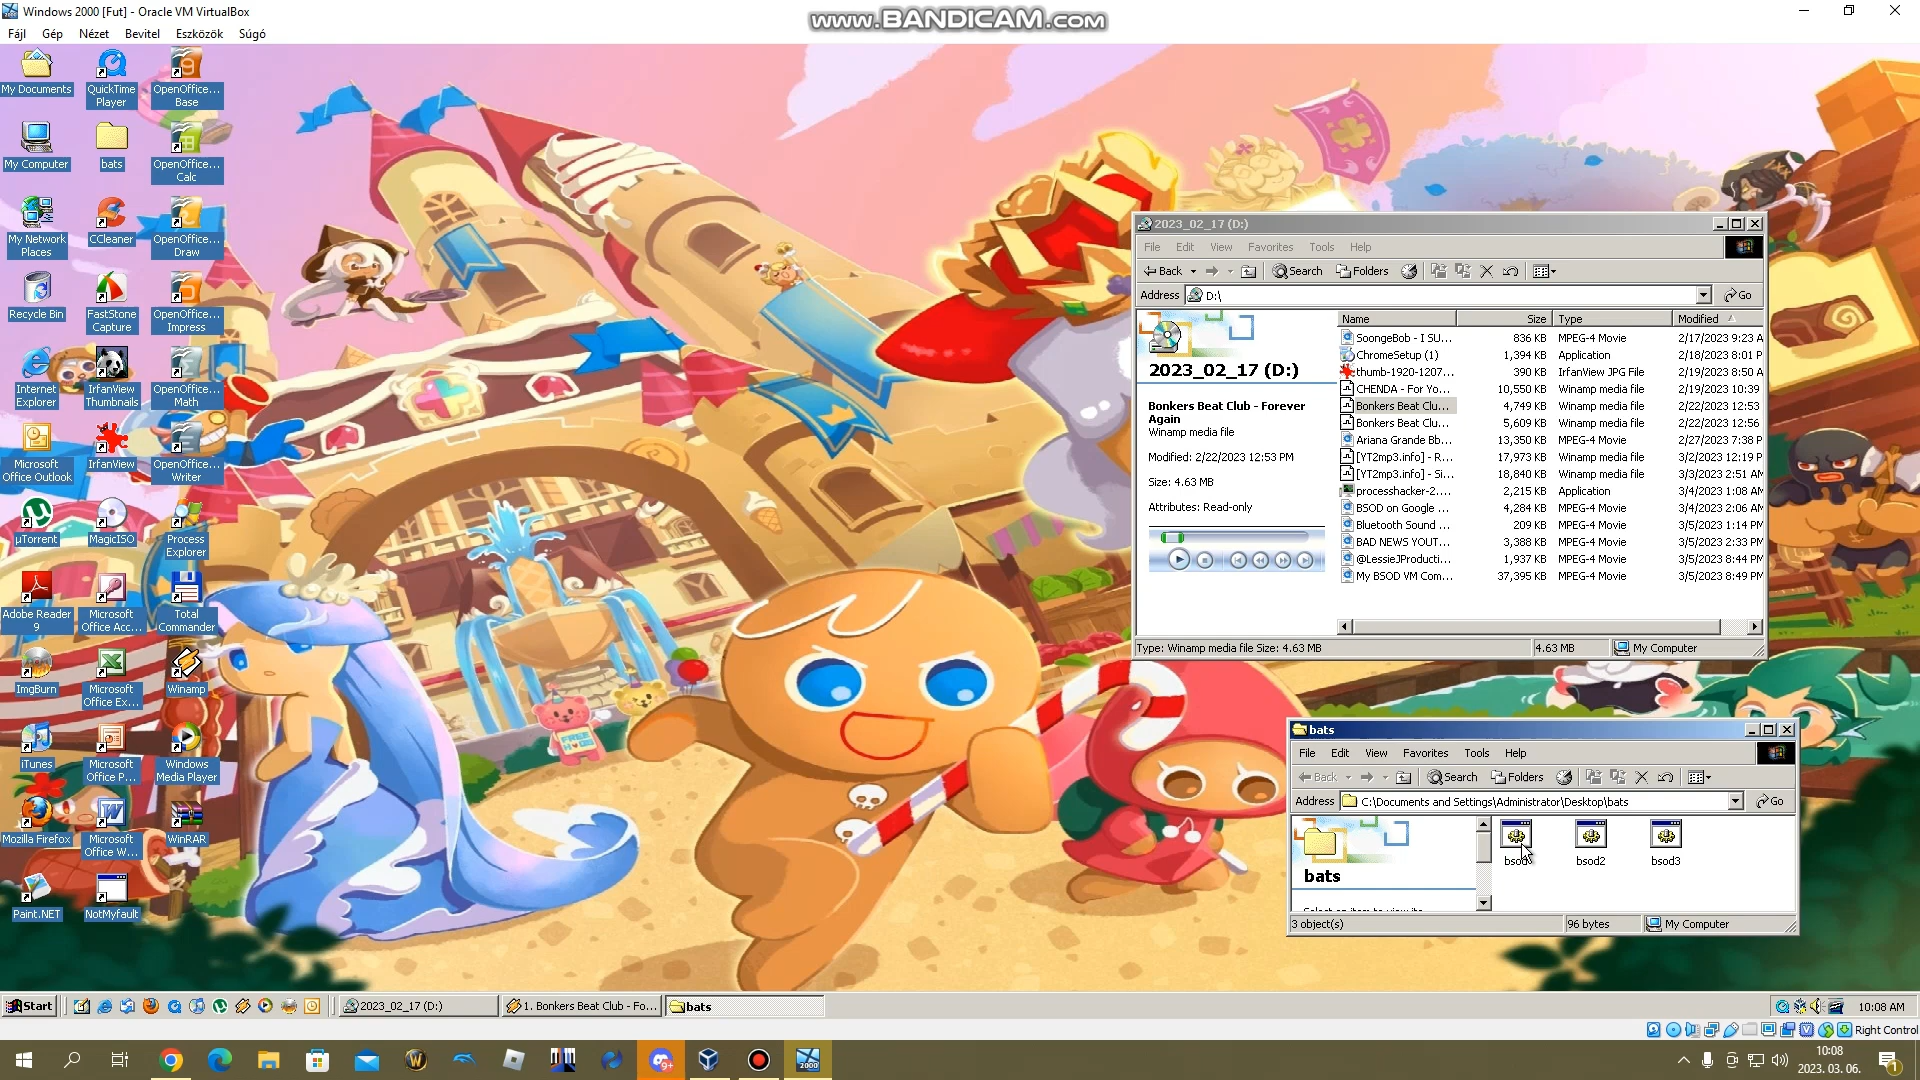 Windows 2000 [Fut] - Oracle VM VirtualBox
www.BANDICAM.com
Fájl Gép Nézet Bevitel Eszközök Súgó
My Documents
QuickTime Player
OpenOffice... Base
My Computer
bats
OpenOffice... Calc
My Network Places
CCleaner
OpenOffice... Draw
Recycle Bin
FastStone Capture
OpenOffice... Impress
Internet Explorer
IrfanView Thumbnails
OpenOffice... Math
Microsoft Office Outlook
IrfanView
OpenOffice... Writer
µTorrent
MagicISO
Process Explorer
Adobe Reader 9
Microsoft Office Acc...
Total Commander
ImgBurn
Microsoft Office Ex...
Winamp
iTunes
Microsoft Office P...
Windows Media Player
Mozilla Firefox
Microsoft Office W...
WinRAR
Paint.NET
NotMyfault
2023_02_17 (D:)
File Edit View Favorites Tools Help
Back Search Folders
Address D:\ Go
Name Size Type Modified
SoongeBob - I SU... 836 KB MPEG-4 Movie 2/17/2023 9:23 A
ChromeSetup (1) 1,394 KB Application 2/18/2023 8:01 P
thumb-1920-1207... 390 KB IrfanView JPG File 2/19/2023 8:50 A
CHENDA - For Yo... 10,550 KB Winamp media file 2/19/2023 10:39
Bonkers Beat Clu... 4,749 KB Winamp media file 2/22/2023 12:53
Bonkers Beat Clu... 5,609 KB Winamp media file 2/22/2023 12:56
Ariana Grande Bb... 13,350 KB MPEG-4 Movie 2/27/2023 7:38 P
[YT2mp3.info] - R... 17,973 KB Winamp media file 3/2/2023 12:19 P
[YT2mp3.info] - Si... 18,840 KB Winamp media file 3/3/2023 2:51 AM
processhacker-2.... 2,215 KB Application 3/4/2023 1:08 AM
BSOD on Google ... 4,284 KB MPEG-4 Movie 3/4/2023 2:06 AM
Bluetooth Sound ... 209 KB MPEG-4 Movie 3/5/2023 1:14 PM
BAD NEWS YOUT... 3,388 KB MPEG-4 Movie 3/5/2023 2:33 PM
@LessieJProducti... 1,937 KB MPEG-4 Movie 3/5/2023 8:44 PM
My BSOD VM Com... 37,395 KB MPEG-4 Movie 3/5/2023 8:49 PM
2023_02_17 (D:)
Bonkers Beat Club - Forever
Again
Winamp media file
Modified: 2/22/2023 12:53 PM
Size: 4.63 MB
Attributes: Read-only
Type: Winamp media file Size: 4.63 MB 4.63 MB My Computer
bats
File Edit View Favorites Tools Help
Back Search Folders
Address C:\Documents and Settings\Administrator\Desktop\bats Go
bats
bsod bsod2 bsod3
3 object(s) 96 bytes My Computer
FREE
Start 2023_02_17 (D:) 1. Bonkers Beat Club - Fo... bats 10:08 AM
Right Control
9+
2000
10:08
2023. 03. 06.
1